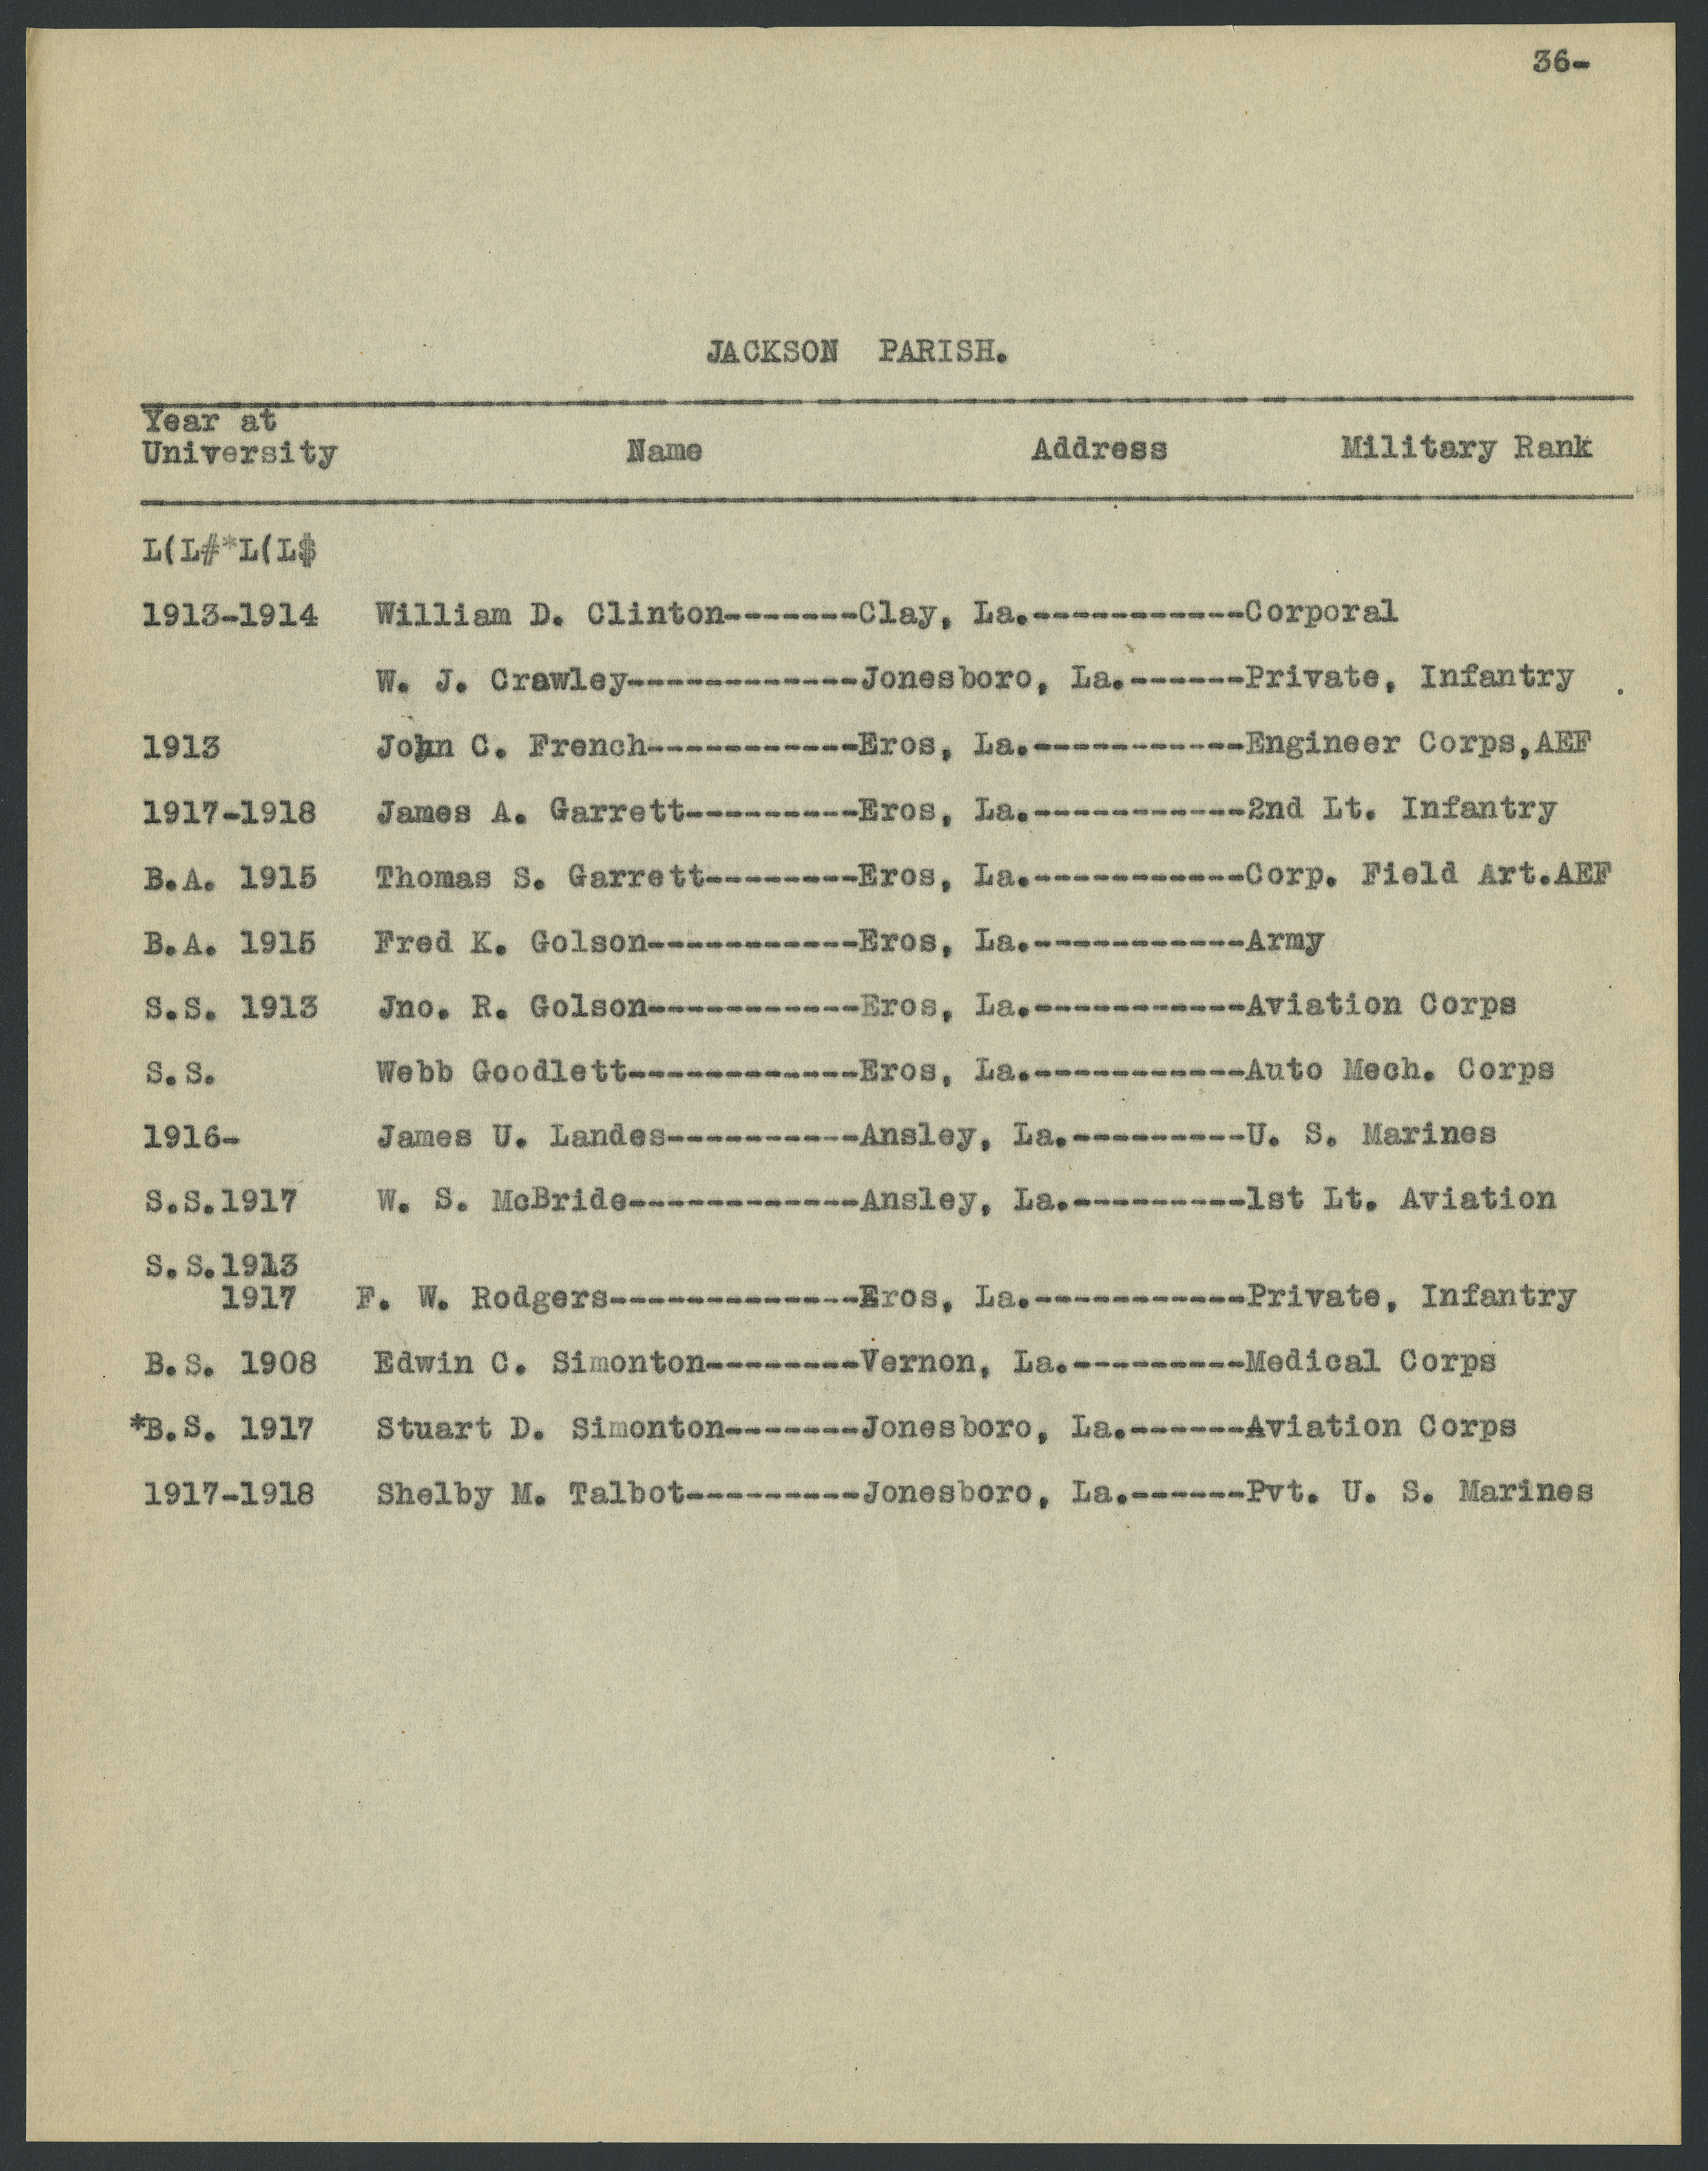 36-
JACKSON PARISH.
Year at
University Name Address Military Rank
L(L#*L(L$
1913-1914 William D. Clinton-------Clay, La.-----------Corporal
W. J. Crawley------------Jonesboro, La.------Private, Infantry
1913 John C. French-----------Eros, La.-----------Engineer Corps,AEF
1917-1918 James A. Garrett---------Eros, La.-----------2nd Lt. Infantry
B.A. 1915 Thomas S. Garrett--------Eros, La.-----------Corp. Field Art.AEF
B.A. 1915 Fred K. Golson-----------Eros, La.-----------Army
S.S. 1913 Jno. R. Golson-----------Eros, La.-----------Aviation Corps
S.S. Webb Goodlett------------Eros, La.-----------Auto Mech. Corps
1916- James U. Landes----------Ansley, La.---------U. S. Marines
S.S.1917 W. S. McBride------------Ansley, La.---------1st Lt. Aviation
S.S.1913
1917 F. W. Rodgers-------------Eros, La.-----------Private, Infantry
B.S. 1908 Edwin C. Simonton--------Vernon, La.---------Medical Corps
*B.S. 1917 Stuart D. Simonton-------Jonesboro, La.------Aviation Corps
1917-1918 Shelby M. Talbot---------Jonesboro, La.------Pvt. U. S. Marines